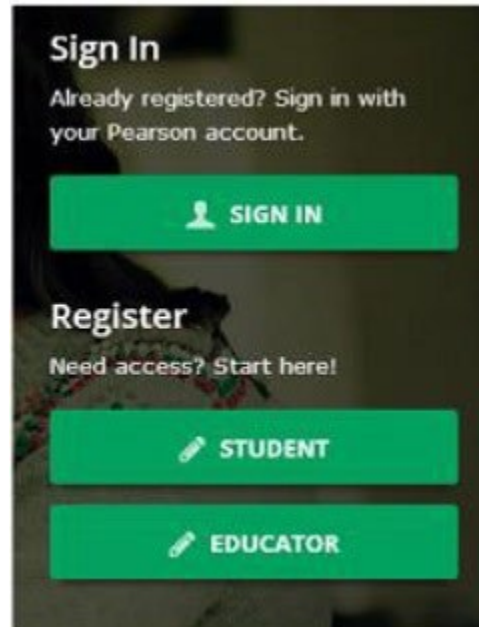 Sign In
Already registered? Sign in with
your Pearson account.
SIGN IN
Register
Need access? Start here!
STUDENT
EDUCATOR